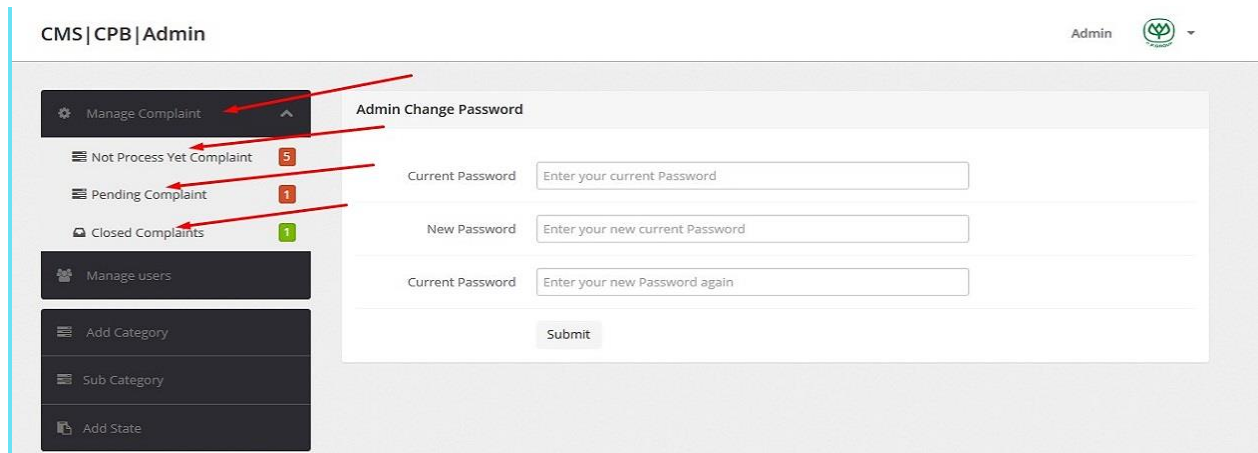 CMS|CPB|Admin
Admin
Manage Complaint
Not Process Yet Complaint 5
Pending Complaint 1
Closed Complaints 1
Manage users
Add Category
Sub Category
Add State
Admin Change Password
Current Password Enter your current Password
New Password Enter your new current Password
Current Password Enter your new Password again
Submit